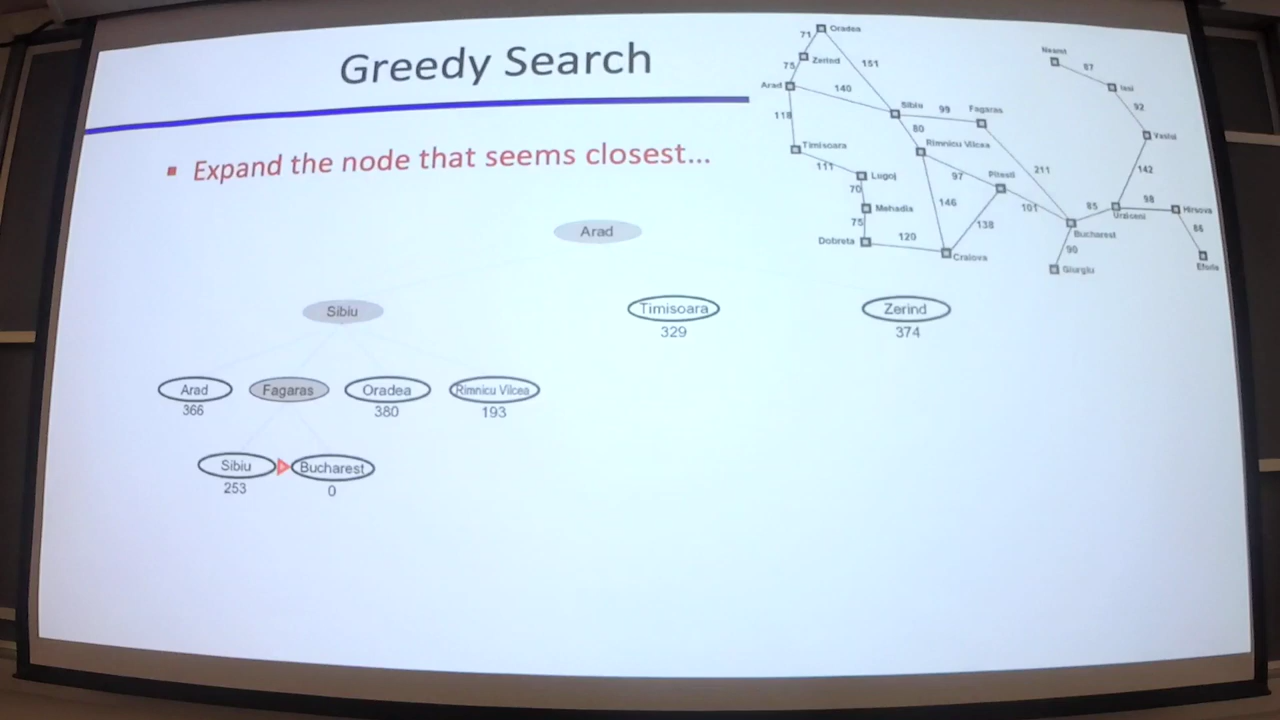 Greedy Search
Expand the node that seems closest...
Arad
Sibiu
Timisoara
329
Zerind
374
Arad
366
Fagaras
Oradea
380
Rimnicu Vilcea
193
Sibiu
253
Bucharest
0
Oradea
71
Zerind
75
151
Arad
140
118
Sibiu
99
Fagaras
80
Timisoara
Rimnicu Vilcea
111
Lugoj
70
97
Pitesti
211
Mehadia
146
101
75
138
Dobreta
120
Craiova
Neamt
87
Iasi
92
Vaslui
142
85
98
Urziceni
Hirsova
86
Bucharest
90
Giurgiu
Eforie